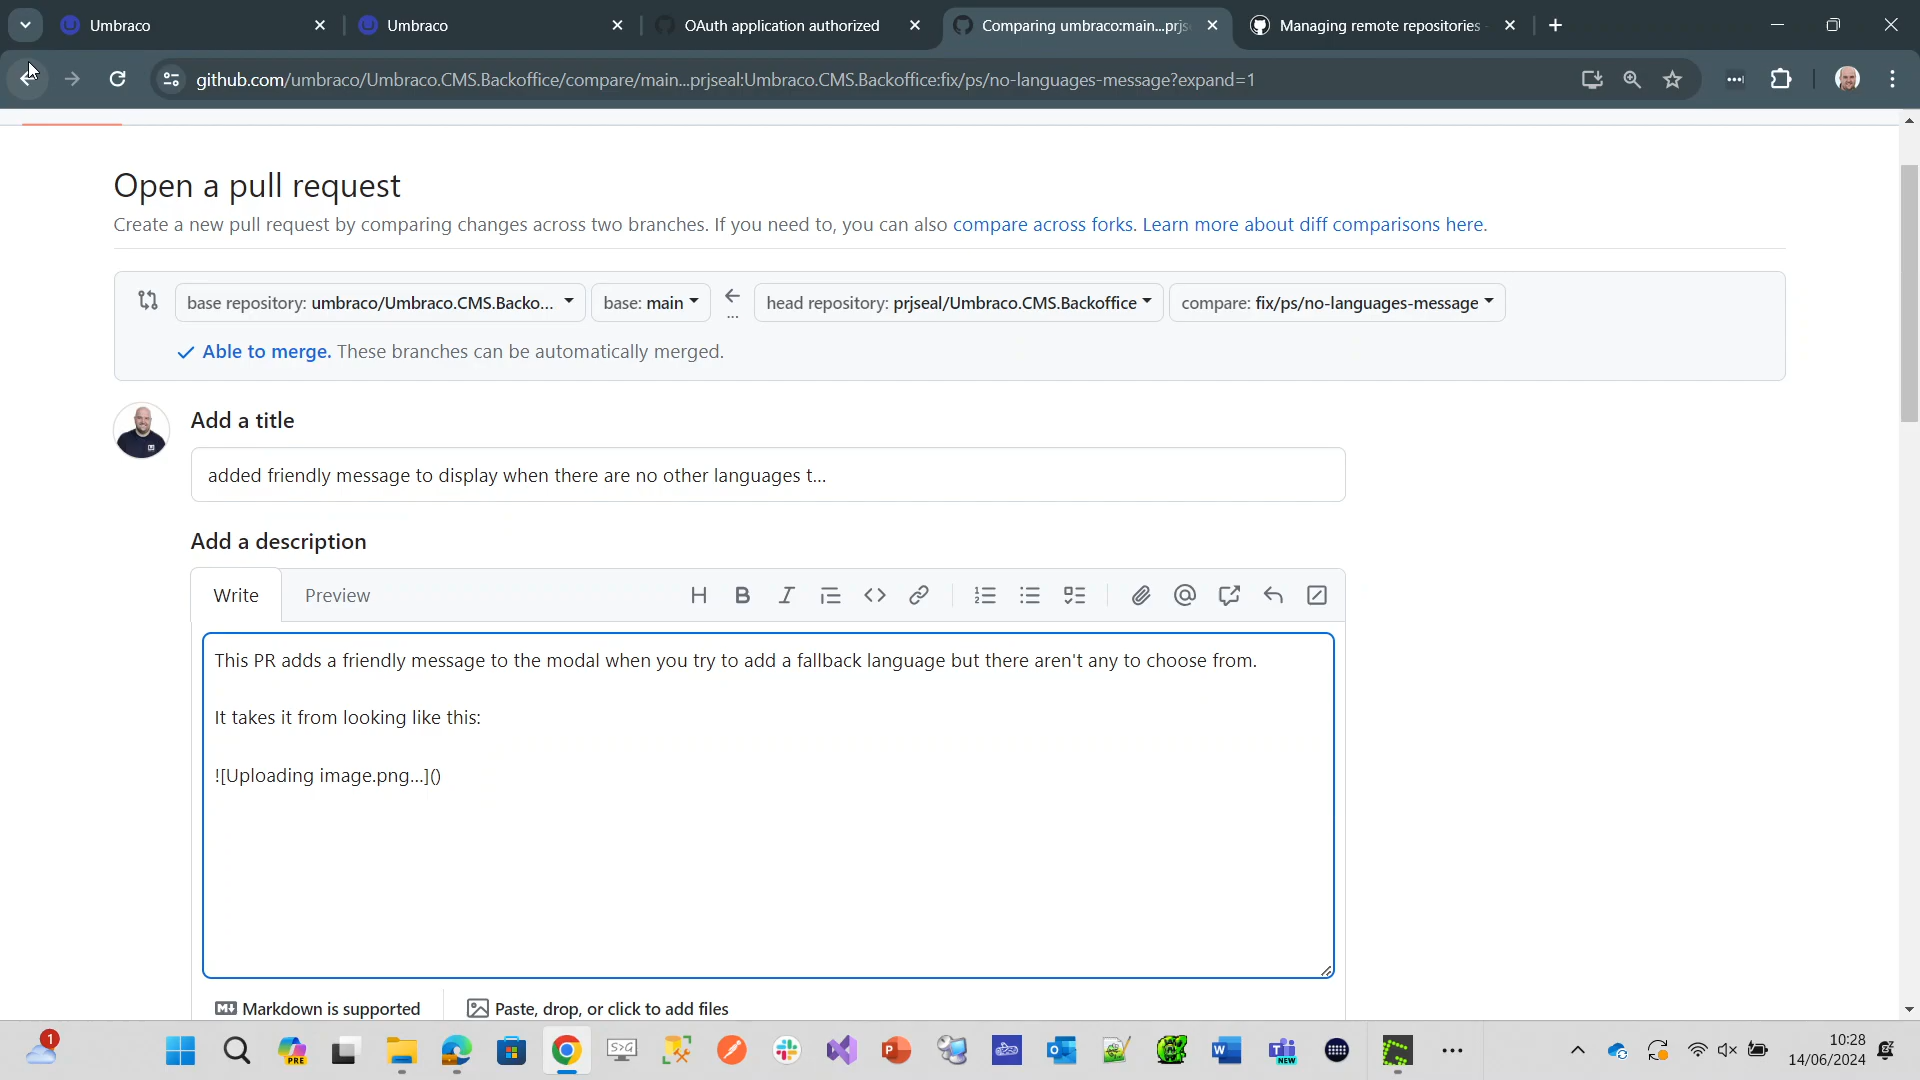 Umbraco
Umbraco
OAuth application authorized
Comparing umbraco:main...prjs
Managing remote repositories -
github.com/umbraco/Umbraco.CMS.Backoffice/compare/main...prjseal:Umbraco.CMS.Backoffice:fix/ps/no-languages-message?expand=1
Open a pull request
Create a new pull request by comparing changes across two branches. If you need to, you can also compare across forks. Learn more about diff comparisons here.
base repository: umbraco/Umbraco.CMS.Backo... base: main ... head repository: prjseal/Umbraco.CMS.Backoffice compare: fix/ps/no-languages-message
Able to merge. These branches can be automatically merged.
Add a title
added friendly message to display when there are no other languages t...
Add a description
Write Preview
This PR adds a friendly message to the modal when you try to add a fallback language but there aren't any to choose from.
It takes it from looking like this:
![Uploading image.png...]()
Markdown is supported
Paste, drop, or click to add files
1
PRE
S>G
NEW
10:28
14/06/2024